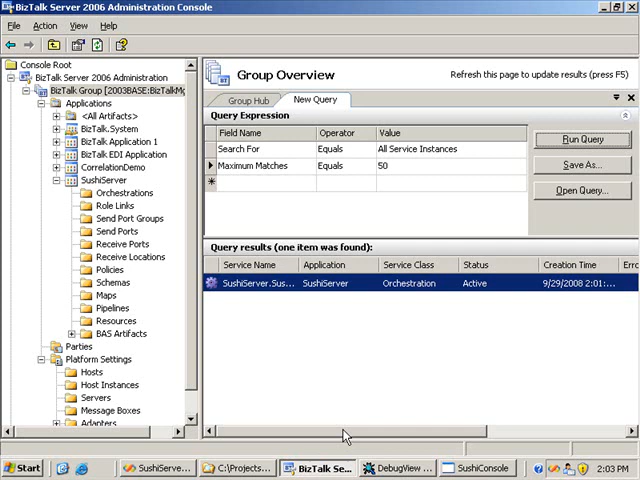 BizTalk Server 2006 Administration Console
File Action View Help
Console Root
BizTalk Server 2006 Administration
BizTalk Group [2003BASE:BizTalkMg
Applications
<All Artifacts>
BizTalk.System
BizTalk Application 1
BizTalk EDI Application
CorrelationDemo
SushiServer
Orchestrations
Role Links
Send Port Groups
Send Ports
Receive Ports
Receive Locations
Policies
Schemas
Maps
Pipelines
Resources
BAS Artifacts
Parties
Platform Settings
Hosts
Host Instances
Servers
Message Boxes
Adapters
Group Overview
Refresh this page to update results (press F5)
Group Hub New Query
Query Expression
Field Name Operator Value
Search For Equals All Service Instances
Maximum Matches Equals 50
Run Query
Save As...
Open Query...
Query results (one item was found):
Service Name Application Service Class Status Creation Time Erro
SushiServer.Sus... SushiServer Orchestration Active 9/29/2008 2:01:...
Start SushiServe... C:\Projects... BizTalk Se... DebugView ... SushiConsole 2:03 PM